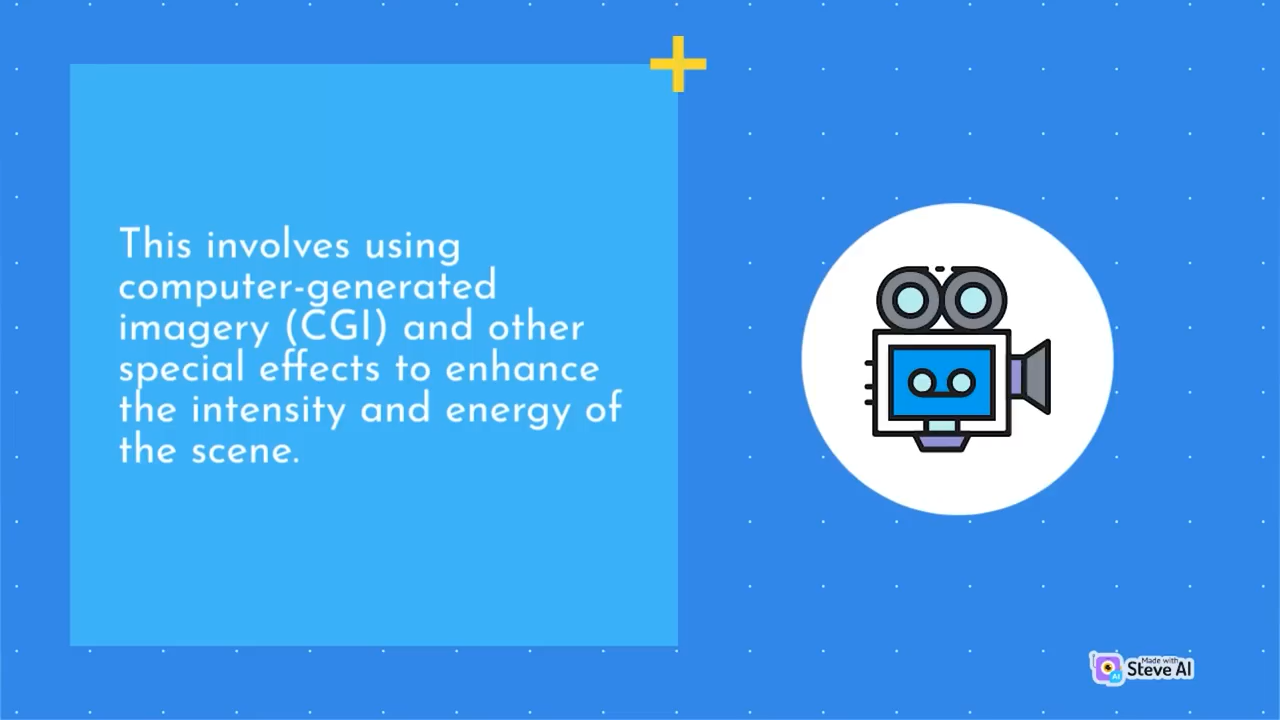 This involves using
computer-generated
imagery (CGI) and other
special effects to enhance
the intensity and energy of
the scene.
Made with
Steve AI
AI